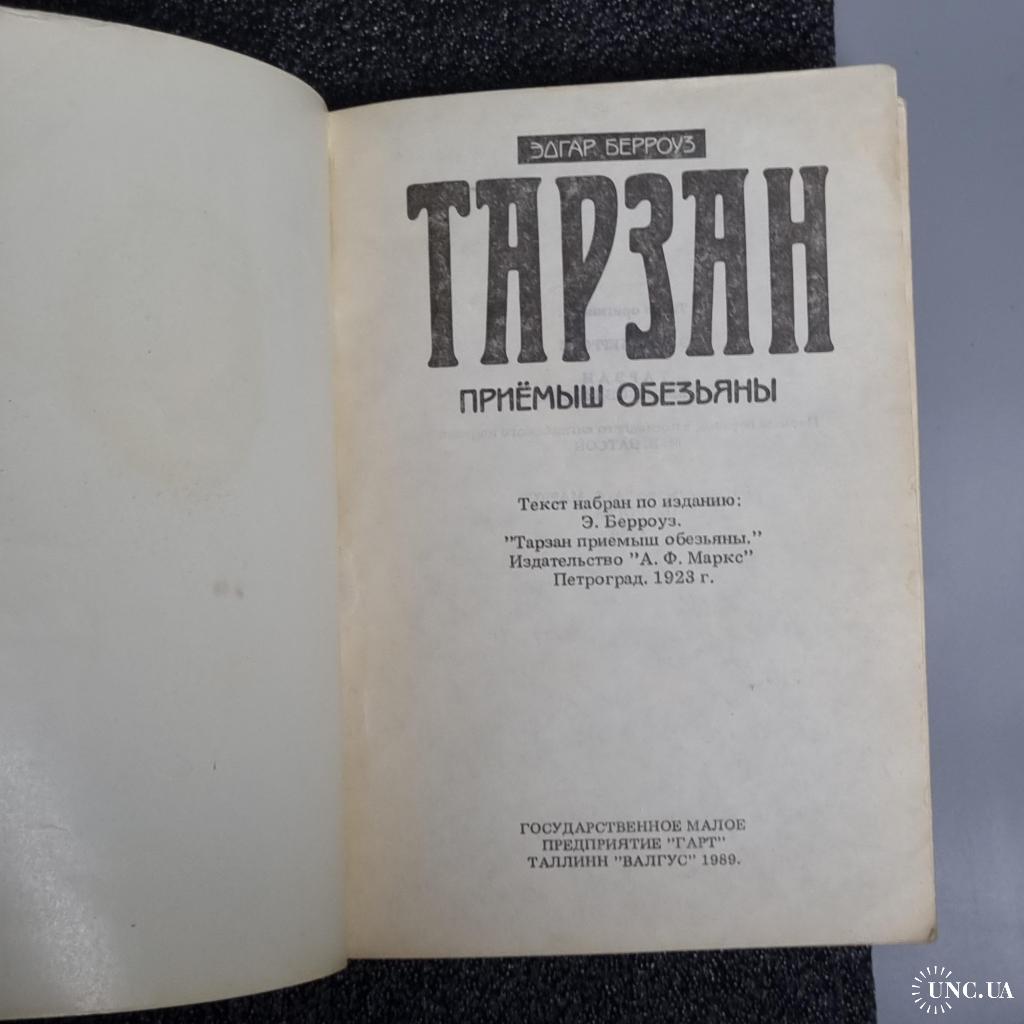 ЭДГАР БЕРРОУЗ
ТАРЗАН
ПРИЁМЫШ ОБЕЗЬЯНЫ
Текст набран по изданию:
Э. Берроуз.
"Тарзан приемыш обезьяны."
Издательство "А. Ф. Маркс"
Петроград. 1923 г.
ГОСУДАРСТВЕННОЕ МАЛОЕ
ПРЕДПРИЯТИЕ "ГАРТ"
ТАЛЛИНН "ВАЛГУС" 1989.
UNC.UA